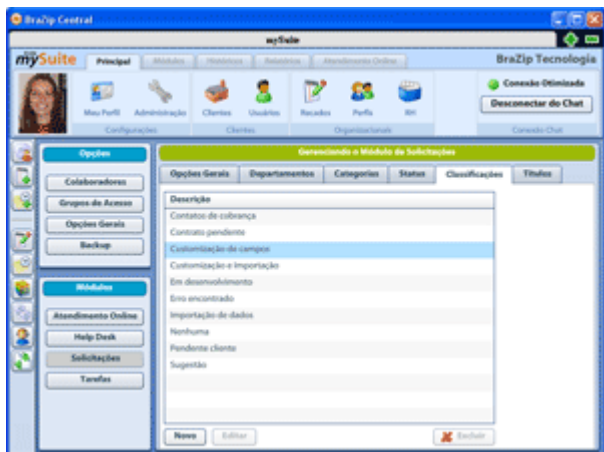 BraZip Central
mySuite
mySuite
Principal
Módulos
Históricos
Relatórios
Atendimento Online
BraZip Tecnologia
Meu Perfil
Administração
Clientes
Usuários
Recados
Perfis
RH
Conexão Otimizada
Desconectar do Chat
Configurações
Clientes
Organizacionais
Conexão Chat
Opções
Colaboradores
Grupos de Acesso
Opções Gerais
Backup
Módulos
Atendimento Online
Help Desk
Solicitações
Tarefas
Gerenciando o Módulo de Solicitações
Opções Gerais
Departamentos
Categorias
Status
Classificações
Títulos
Descrição
Contatos de cobrança
Contrato pendente
Customização de campos
Customização e Importação
Em desenvolvimento
Erro encontrado
Importação de dados
Nenhuma
Pendente cliente
Sugestão
Novo
Editar
Excluir